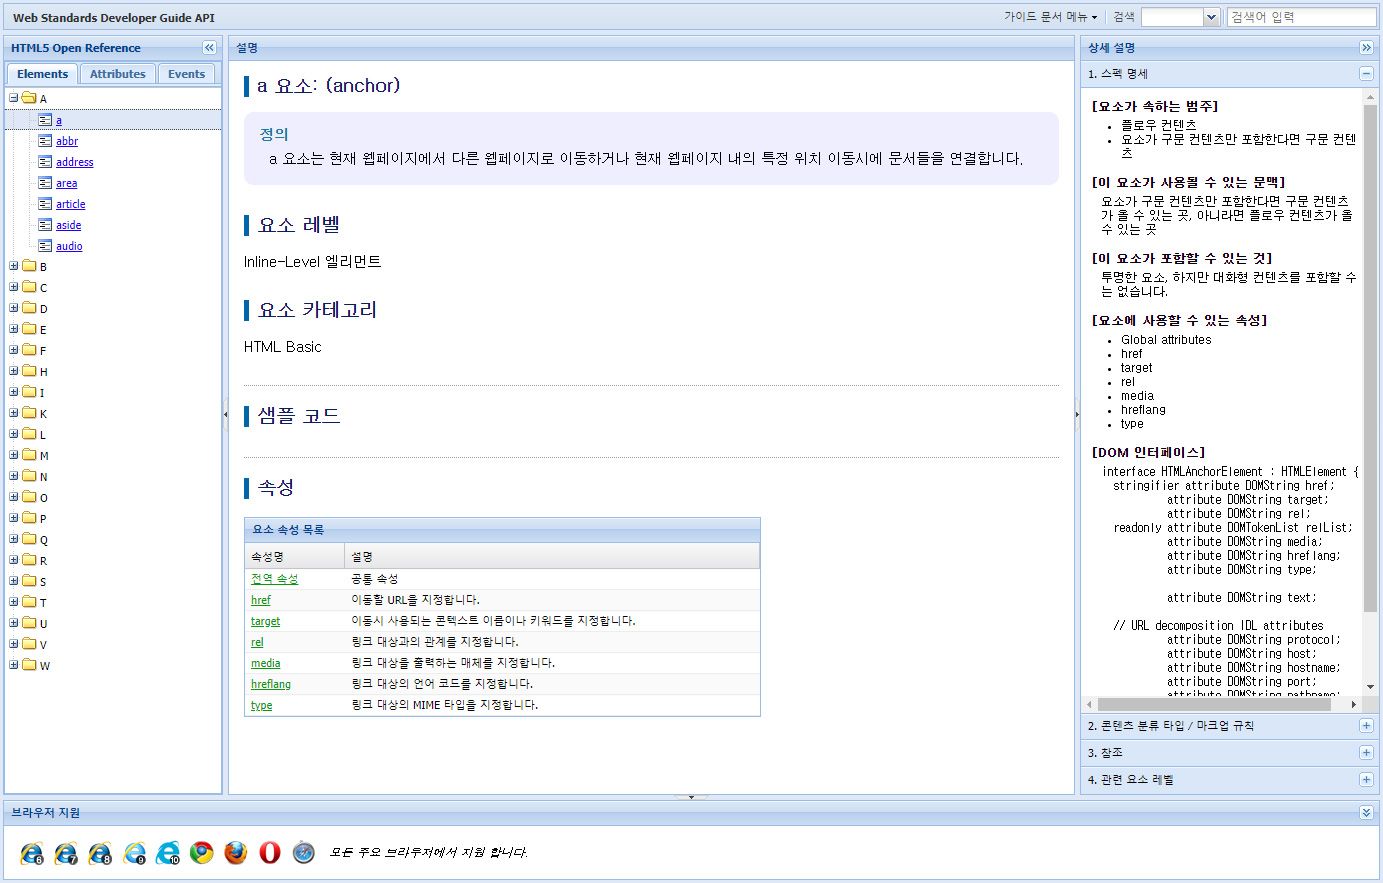 Web Standards Developer Guide API
가이드 문서 메뉴
검색
검색어 입력
HTML5 Open Reference
Elements
Attributes
Events
A
a
abbr
address
area
article
aside
audio
B
C
D
E
F
H
I
K
L
M
N
O
P
Q
R
S
T
U
V
W
설명
a 요소: (anchor)
정의
a 요소는 현재 웹페이지에서 다른 웹페이지로 이동하거나 현재 웹페이지 내의 특정 위치 이동시에 문서들을 연결합니다.
요소 레벨
Inline-Level 엘리먼트
요소 카테고리
HTML Basic
샘플 코드
속성
요소 속성 목록
속성명 설명
전역 속성 공통 속성
href 이동할 URL을 지정합니다.
target 이동시 사용되는 콘텍스트 이름이나 키워드를 지정합니다.
rel 링크 대상과의 관계를 지정합니다.
media 링크 대상을 출력하는 매체를 지정합니다.
hreflang 링크 대상의 언어 코드를 지정합니다.
type 링크 대상의 MIME 타입을 지정합니다.
상세 설명
1. 스펙 명세
[요소가 속하는 범주]
플로우 컨텐츠
요소가 구문 컨텐츠만 포함한다면 구문 컨텐
츠
[이 요소가 사용될 수 있는 문맥]
요소가 구문 컨텐츠만 포함한다면 구문 컨텐츠
가 올 수 있는 곳, 아니라면 플로우 컨텐츠가 올
수 있는 곳
[이 요소가 포함할 수 있는 것]
투명한 요소, 하지만 대화형 컨텐츠를 포함할 수
는 없습니다.
[요소에 사용할 수 있는 속성]
Global attributes
href
target
rel
media
hreflang
type
[DOM 인터페이스]
interface HTMLAnchorElement : HTMLElement {
stringifier attribute DOMString href;
attribute DOMString target;
attribute DOMString rel;
readonly attribute DOMTokenList relList;
attribute DOMString media;
attribute DOMString hreflang;
attribute DOMString type;
attribute DOMString text;
// URL decomposition IDL attributes
attribute DOMString protocol;
attribute DOMString host;
attribute DOMString hostname;
attribute DOMString port;
attribute DOMString pathname;
2. 콘텐츠 분류 타입 / 마크업 규칙
3. 참조
4. 관련 요소 레벨
브라우저 지원
6
7
8
9
10
모든 주요 브라우저에서 지원 합니다.